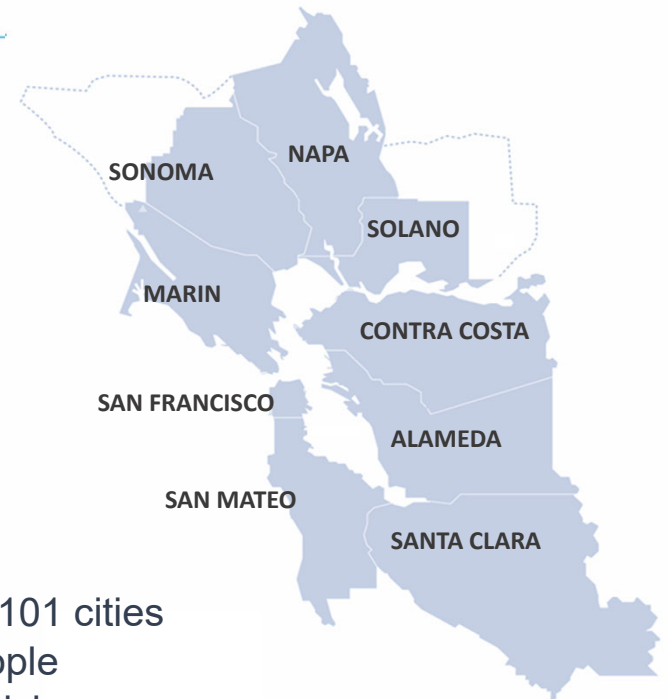 NAPA
SONOMA
SOLANO
MARIN
CONTRA COSTA
SAN FRANCISCO
ALAMEDA
SAN MATEO
SANTA CLARA
101 cities